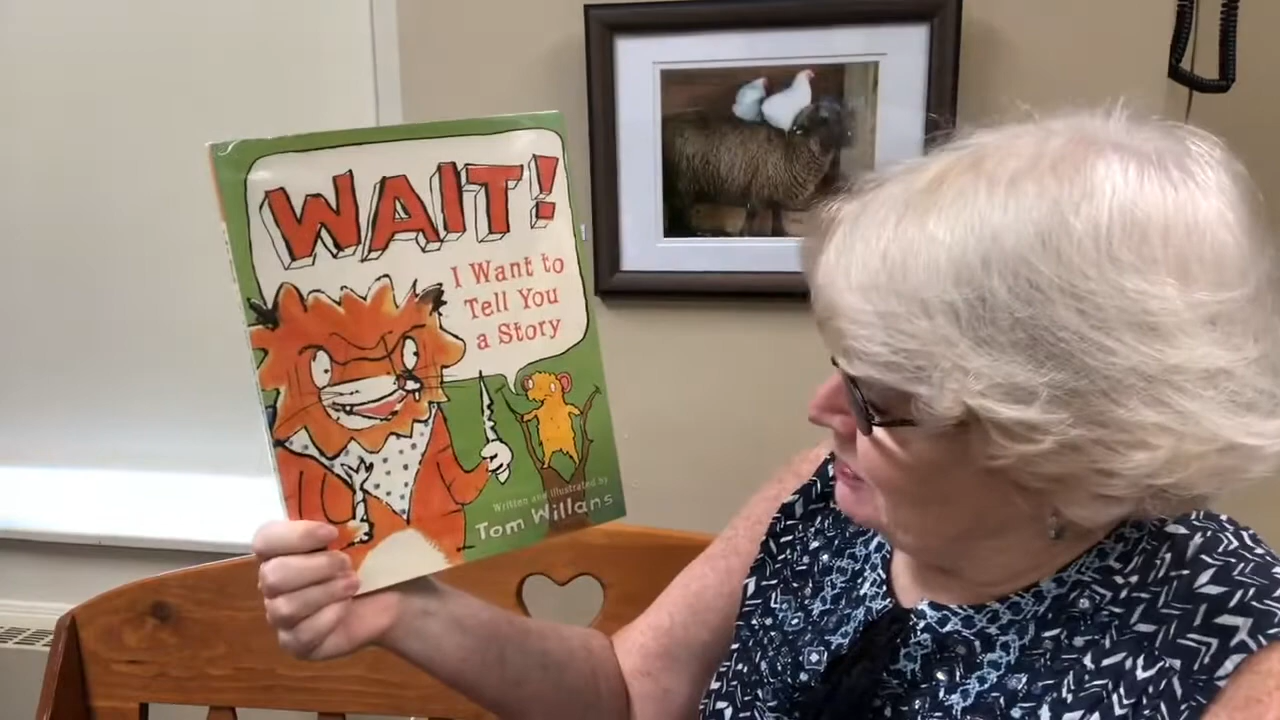 WAIT!
I Want to
Tell You
a Story
Written and illustrated by
Tom Willans